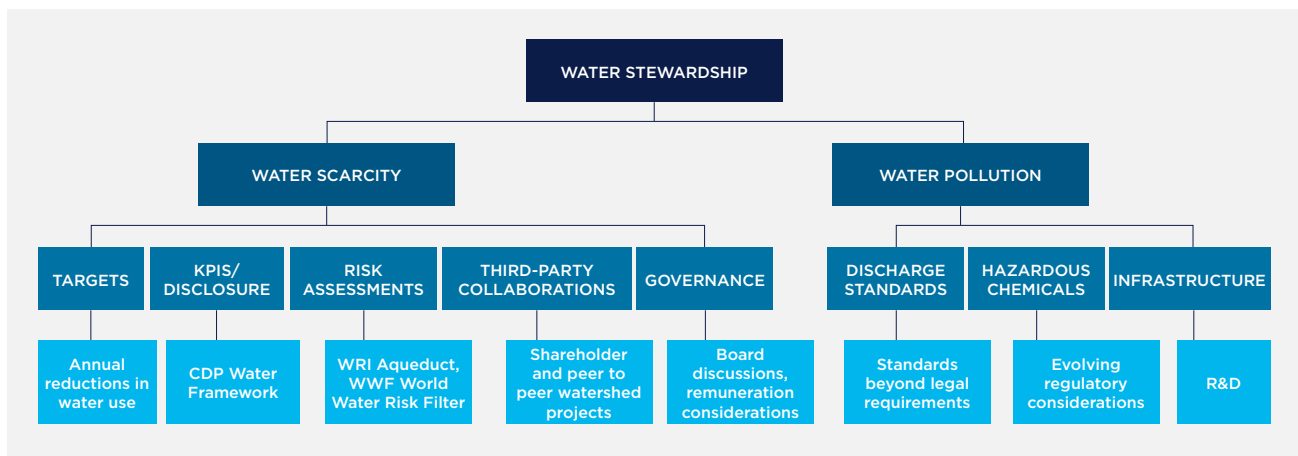 WATER STEWARDSHIP
WATER SCARCITY
WATER POLLUTION
TARGETS
KPIS/
DISCLOSURE
RISK
ASSESSMENTS
THIRD-PARTY
COLLABORATIONS
GOVERNANCE
DISCHARGE
STANDARDS
HAZARDOUS
CHEMICALS
INFRASTRUCTURE
Annual
reductions in
water use
CDP Water
Framework
WRI Aqueduct,
WWF World
Water Risk Filter
Shareholder
and peer to
peer watershed
projects
Board
discussions,
remuneration
considerations
Standards
beyond legal
requirements
Evolving
regulatory
considerations
R&D